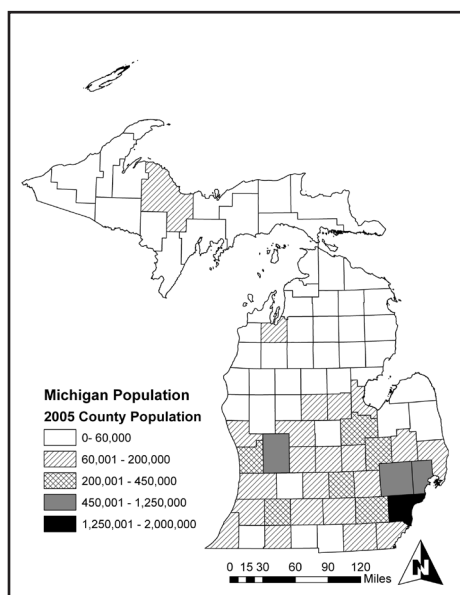 Michigan Population
2005 County Population
0- 60,000
60,001 - 200,000
200,001 - 450,000
450,001 - 1,250,000
1,250,001 - 2,000,000
0 15 30 60 90 120
Miles
N